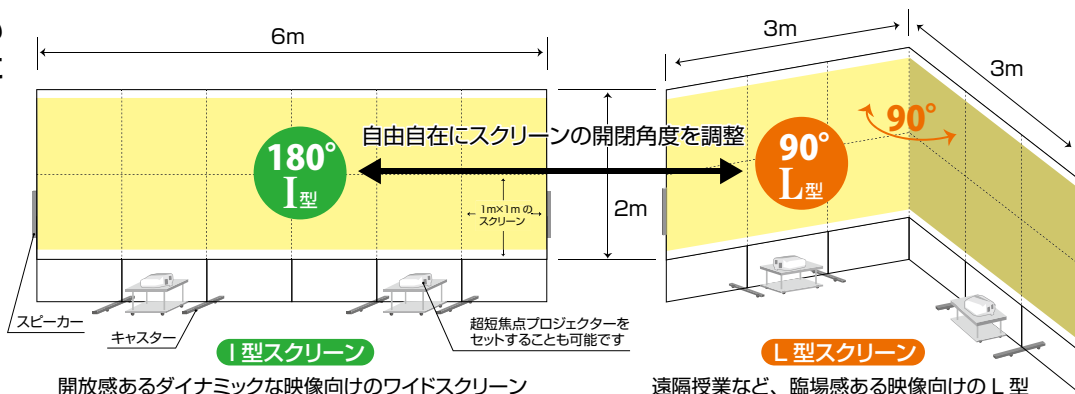 6m
180°
I型
自由自在にスクリーンの開閉角度を調整
2m
1m×1mの
スクリーン
スピーカー
キャスター
超短焦点プロジェクターを
セットすることも可能です
I型スクリーン
開放感あるダイナミックな映像向けのワイドスクリーン
3m
3m
90°
90°
L型
L型スクリーン
遠隔授業など、臨場感ある映像向けのL型